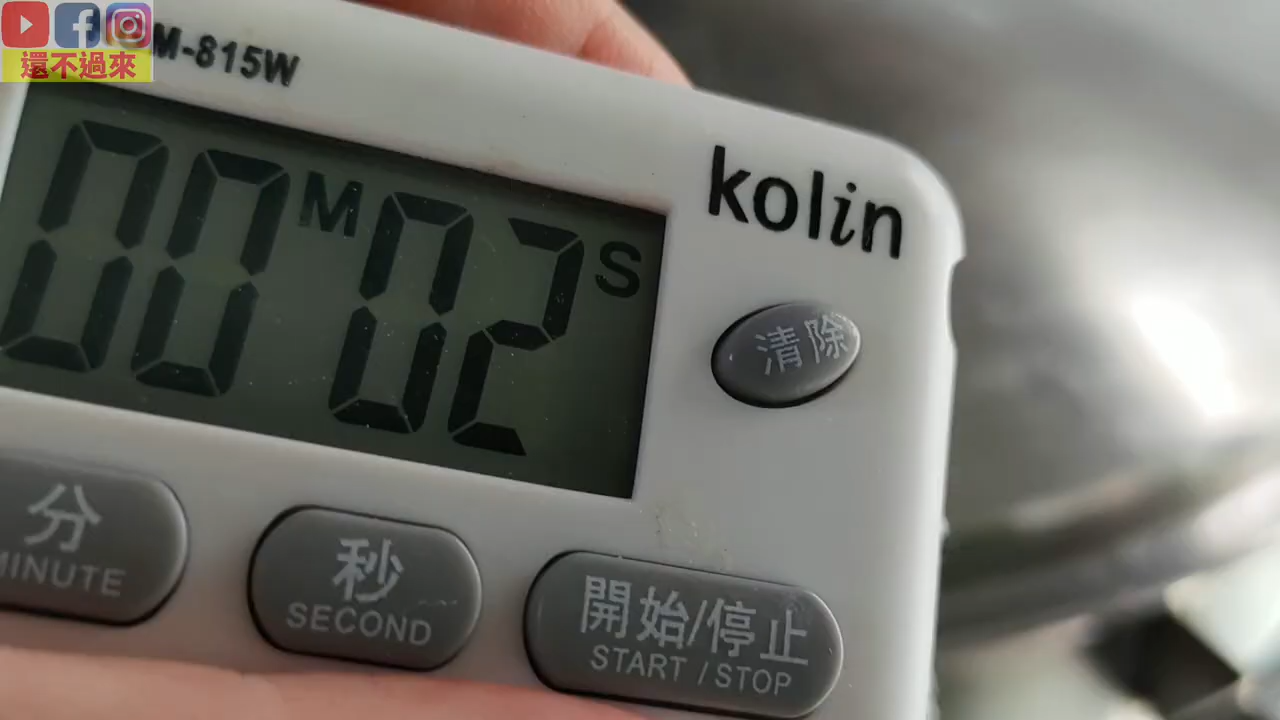 還不過來
M-815W
kolin
00M02S
清除
分
MINUTE
秒
SECOND
開始/停止
START / STOP